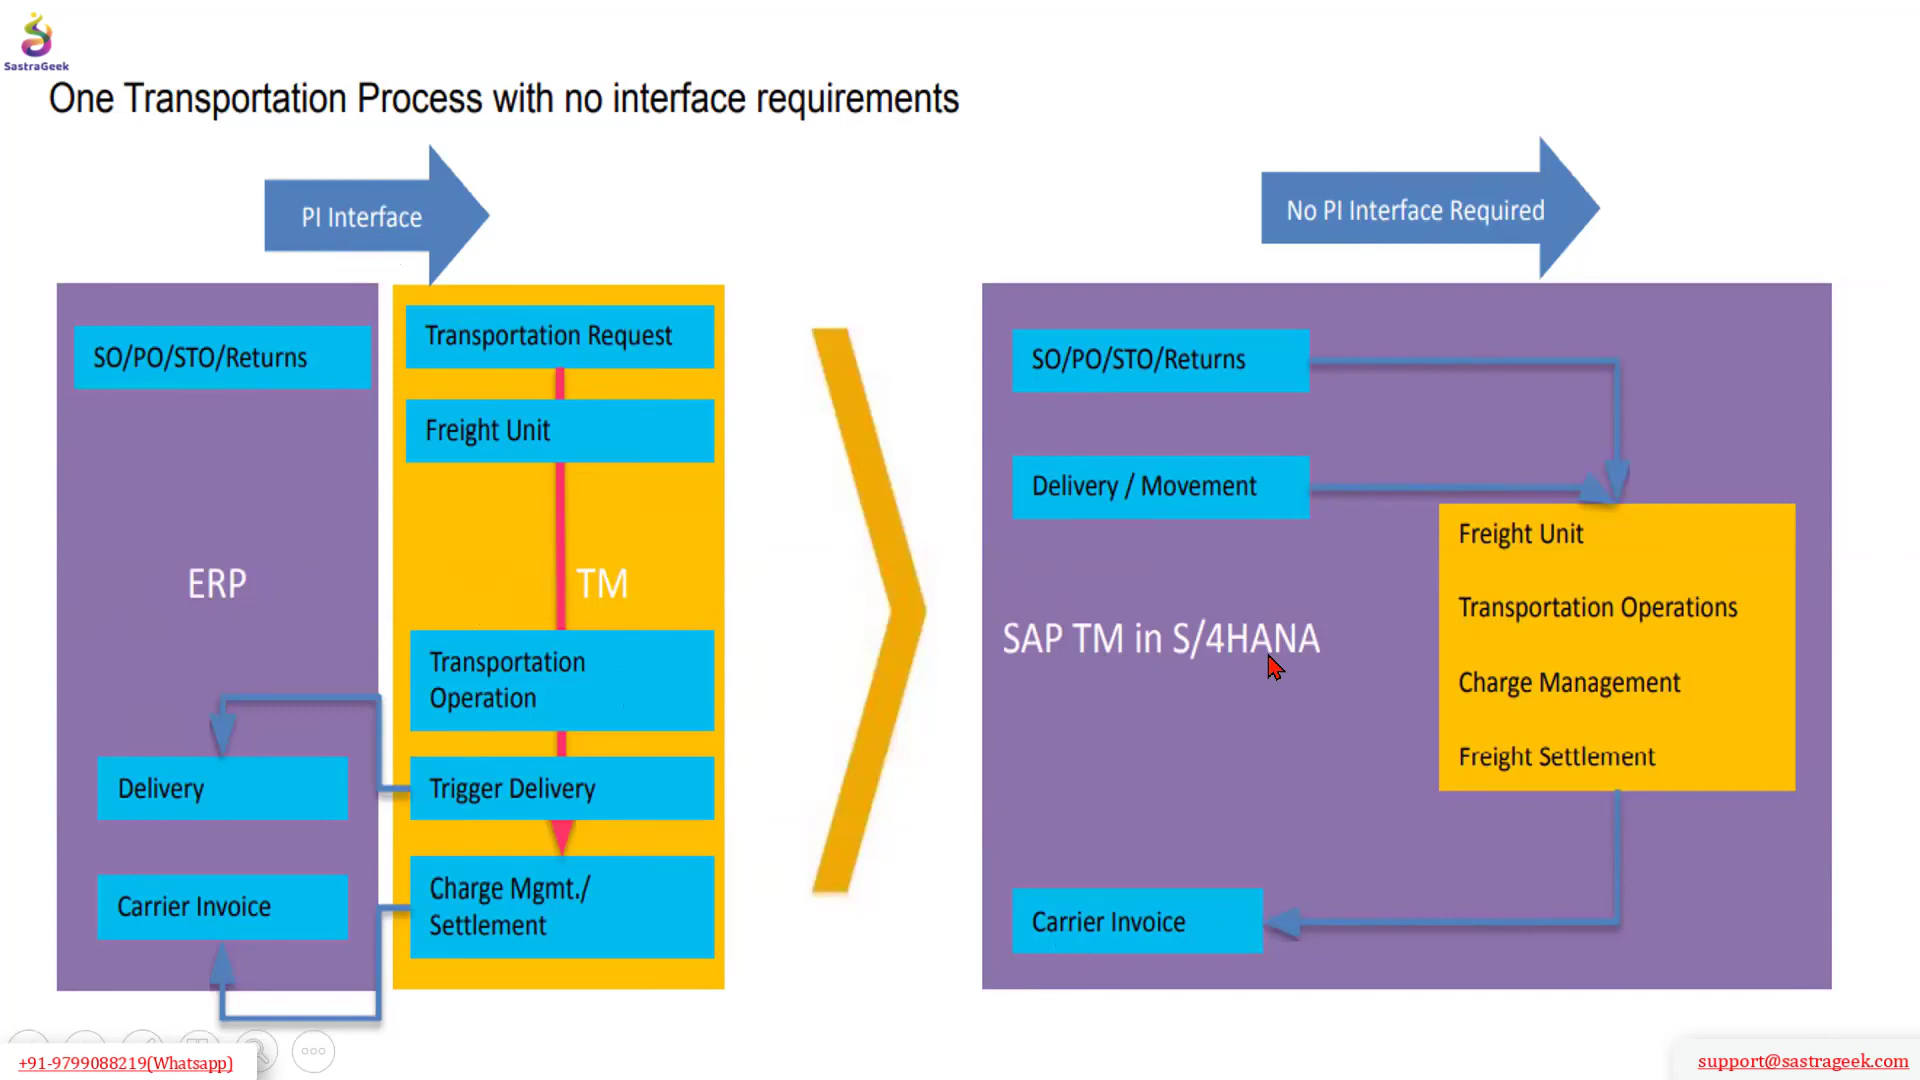 SastraGeek
One Transportation Process with no interface requirements
PI Interface
No PI Interface Required
SO/PO/STO/Returns
Transportation Request
Freight Unit
ERP
TM
Transportation
Operation
Delivery
Trigger Delivery
Carrier Invoice
Charge Mgmt./
Settlement
SO/PO/STO/Returns
Delivery / Movement
Freight Unit
Transportation Operations
SAP TM in S/4HANA
Charge Management
Freight Settlement
Carrier Invoice
+91-9799088219(Whatsapp)
support@sastrageek.com